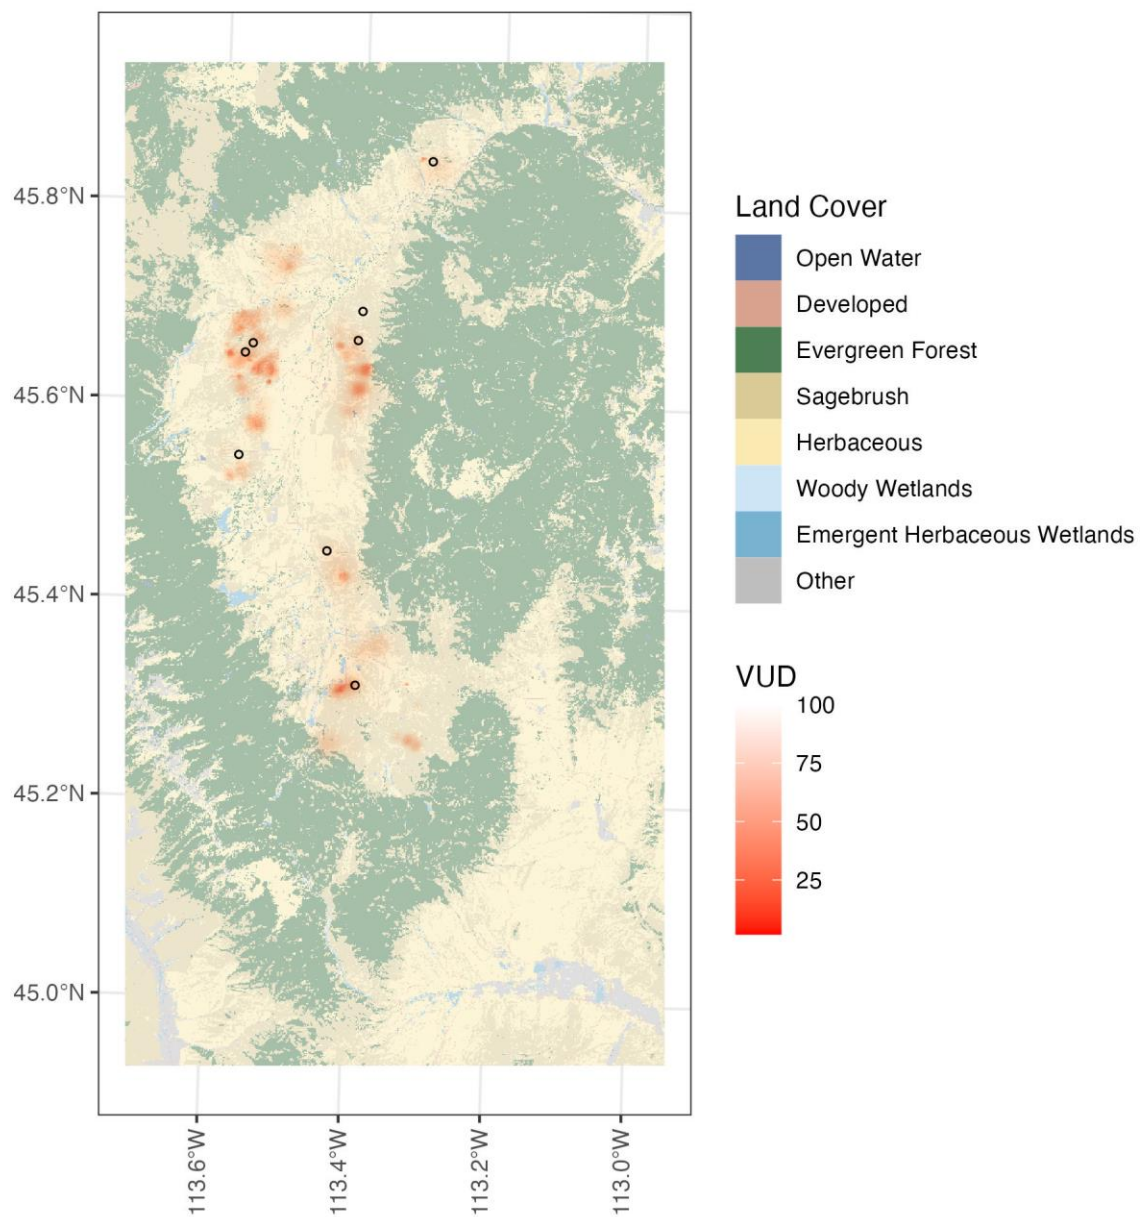 45.8°N
45.6°N
45.4°N
45.2°N
45.0°N
113.6°W
113.4°W
113.2°W
113.0°W
Land Cover
Open Water
Developed
Evergreen Forest
Sagebrush
Herbaceous
Woody Wetlands
Emergent Herbaceous Wetlands
Other
VUD
100
75
50
25